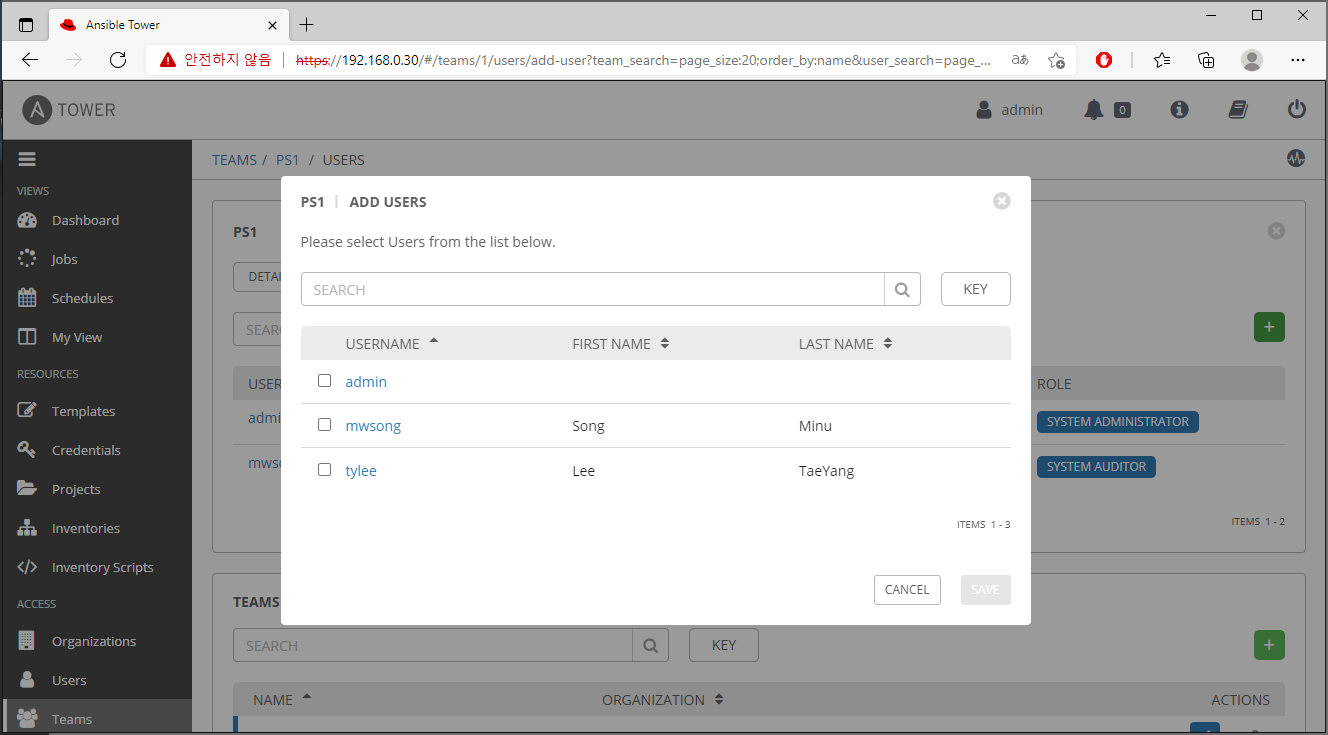 Ansible Tower
안전하지 않음 https://192.168.0.30/#/teams/1/users/add-user?team_search=page_size:20;order_by:name&user_search=page_... aあ
A TOWER admin 0
TEAMS / PS1 / USERS
VIEWS
Dashboard
Jobs
Schedules
My View
RESOURCES
Templates
Credentials
Projects
Inventories
Inventory Scripts
ACCESS
Organizations
Users
Teams
PS1
DETAI
SEAR
+
USER ROLE
admi SYSTEM ADMINISTRATOR
mwso SYSTEM AUDITOR
ITEMS 1 - 2
PS1 | ADD USERS
Please select Users from the list below.
SEARCH KEY
USERNAME FIRST NAME LAST NAME
admin
mwsong Song Minu
tylee Lee TaeYang
ITEMS 1 - 3
CANCEL SAVE
TEAMS
SEARCH KEY +
NAME ORGANIZATION ACTIONS